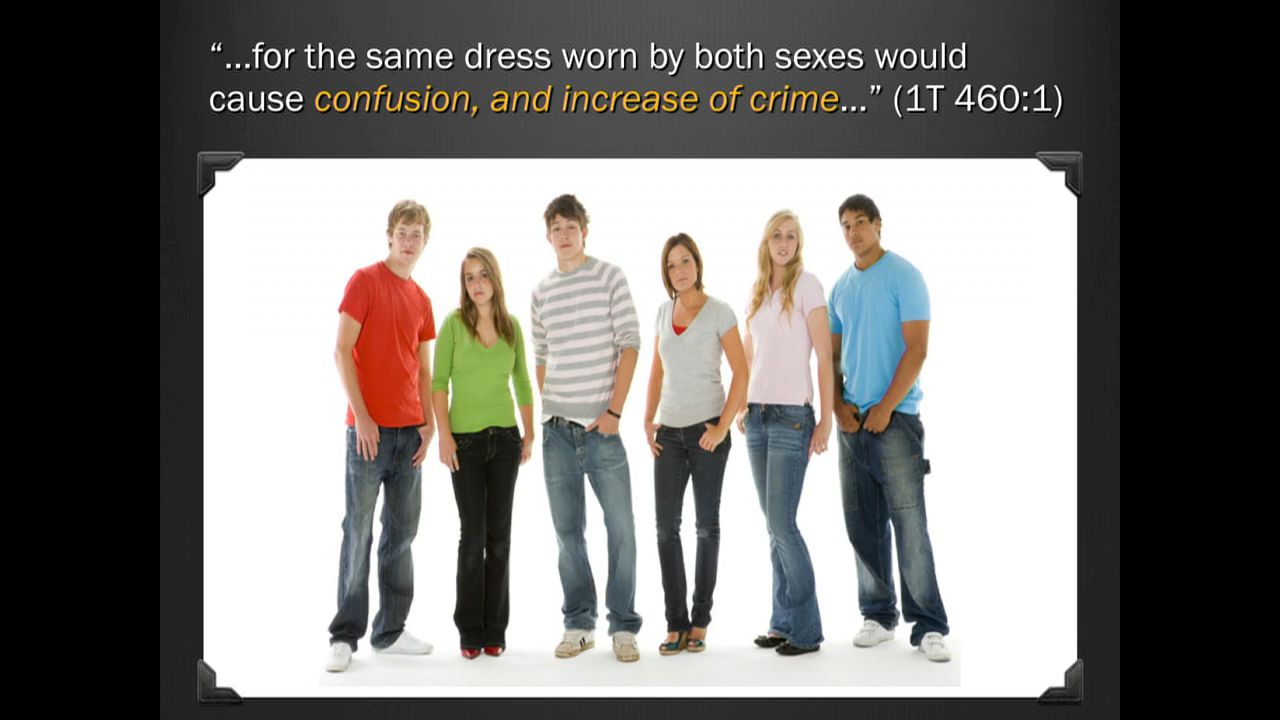 “…for the same dress worn by both sexes would
cause confusion, and increase of crime…” (1T 460:1)